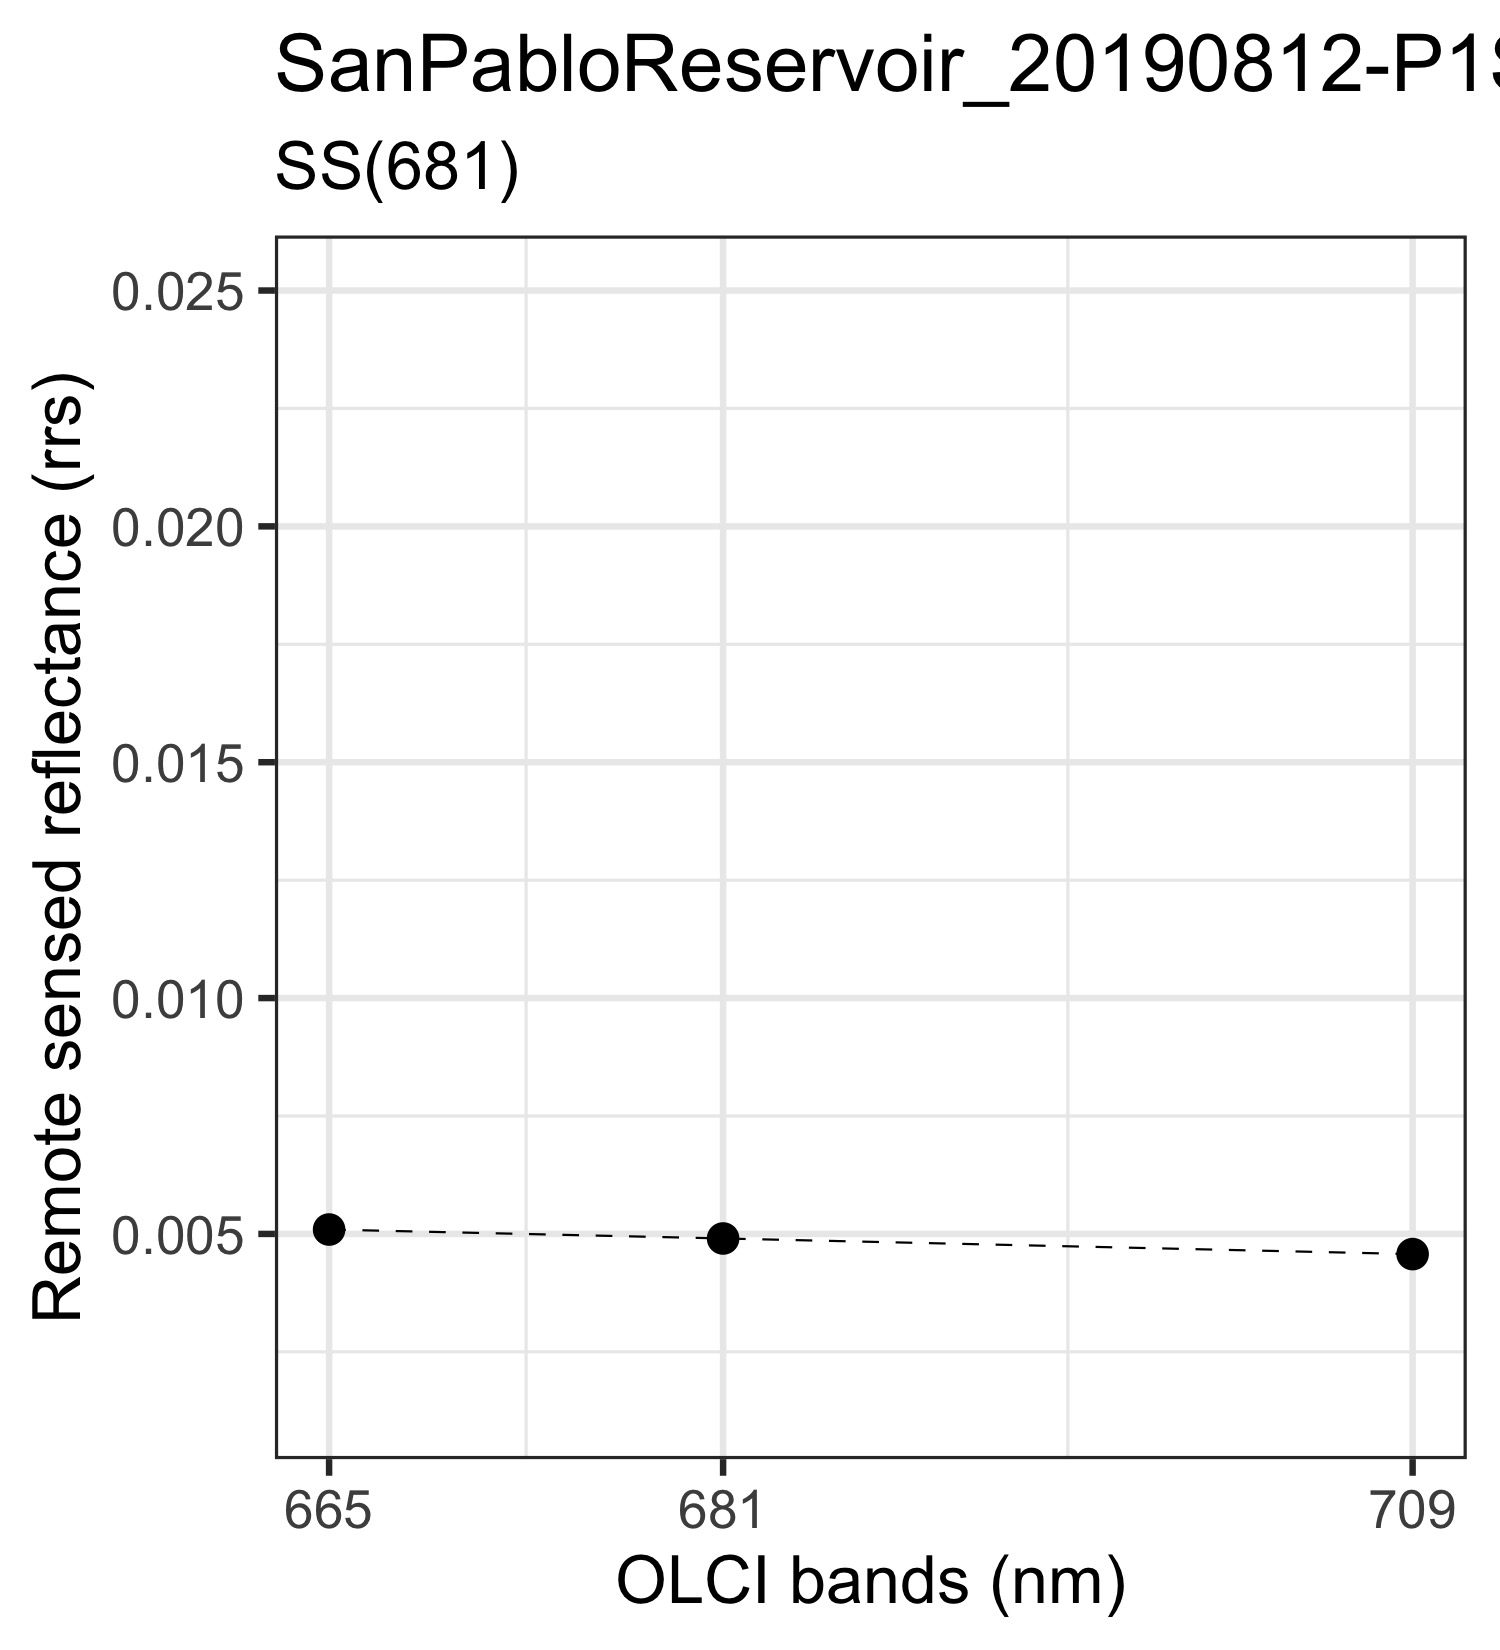 SanPabloReservoir_20190812-P1
SS(681)
Remote sensed reflectance (rrs)
0.025
0.020
0.015
0.010
0.005
665 681 709
OLCI bands (nm)